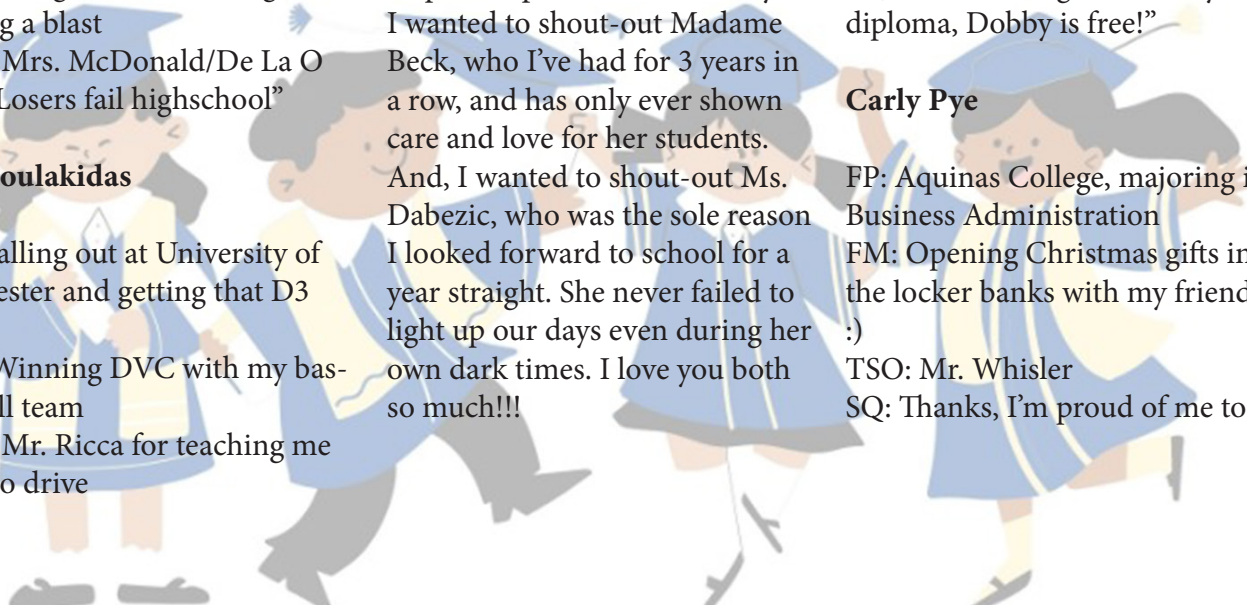 g a blast
Mrs. McDonald/De La O
Losers fail highschool”
oulakidas
alling out at University of
ester and getting that D3
Winning DVC with my bas-
ll team
Mr. Ricca for teaching me
o drive
I wanted to shout-out Madame
Beck, who I’ve had for 3 years in
a row, and has only ever shown
care and love for her students.
And, I wanted to shout-out Ms.
Dabezic, who was the sole reason
I looked forward to school for a
year straight. She never failed to
light up our days even during her
own dark times. I love you both
so much!!!
diploma, Dobby is free!”
Carly Pye
FP: Aquinas College, majoring i
Business Administration
FM: Opening Christmas gifts in
the locker banks with my friend
:)
TSO: Mr. Whisler
SQ: Thanks, I’m proud of me to